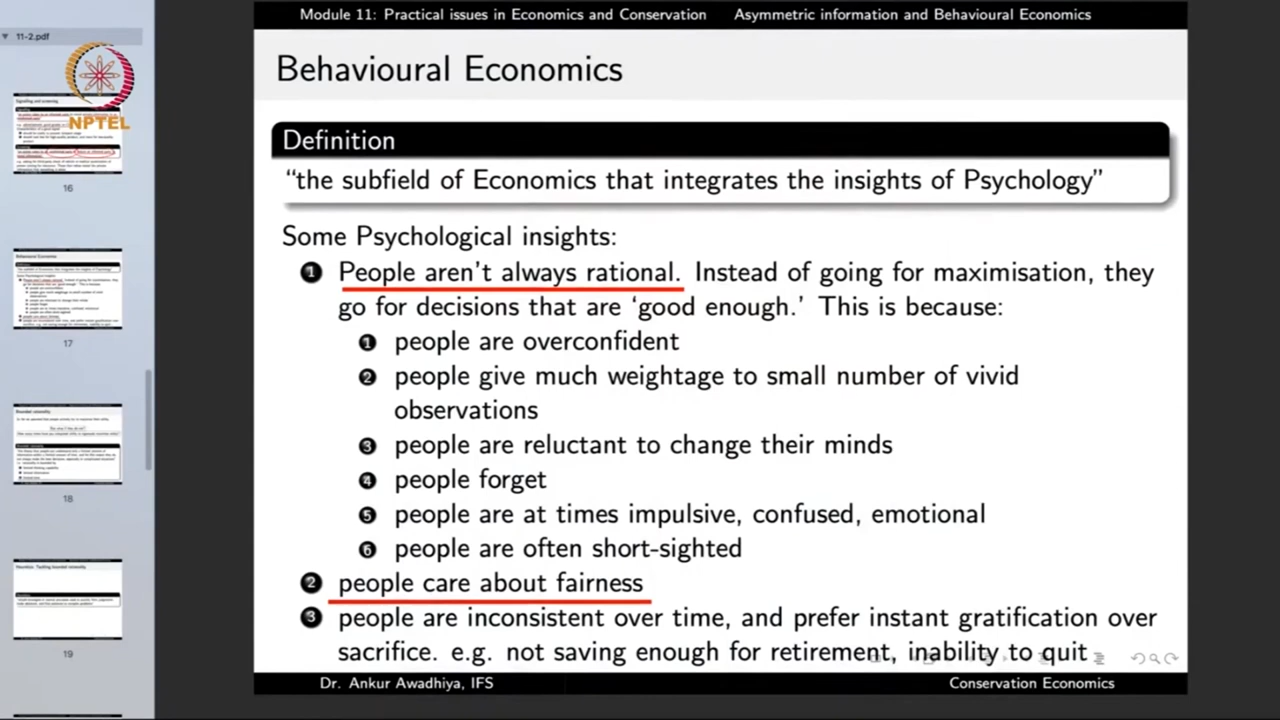 Module 11: Practical issues in Economics and Conservation Asymmetric information and Behavioural Economics
11-2.pdf
NPTEL
16
17
18
19
Behavioural Economics
Definition
“the subfield of Economics that integrates the insights of Psychology”
Some Psychological insights:
1 People aren't always rational. Instead of going for maximisation, they
go for decisions that are ‘good enough.’ This is because:
1 people are overconfident
2 people give much weightage to small number of vivid
observations
3 people are reluctant to change their minds
4 people forget
5 people are at times impulsive, confused, emotional
6 people are often short-sighted
2 people care about fairness
3 people are inconsistent over time, and prefer instant gratification over
sacrifice. e.g. not saving enough for retirement, inability to quit
Dr. Ankur Awadhiya, IFS Conservation Economics